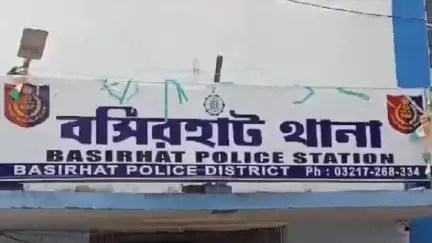 বসিরহাট থানা
BASIRHAT POLICE STATION
BASIRHAT POLICE DISTRICT Ph : 03217-268-334